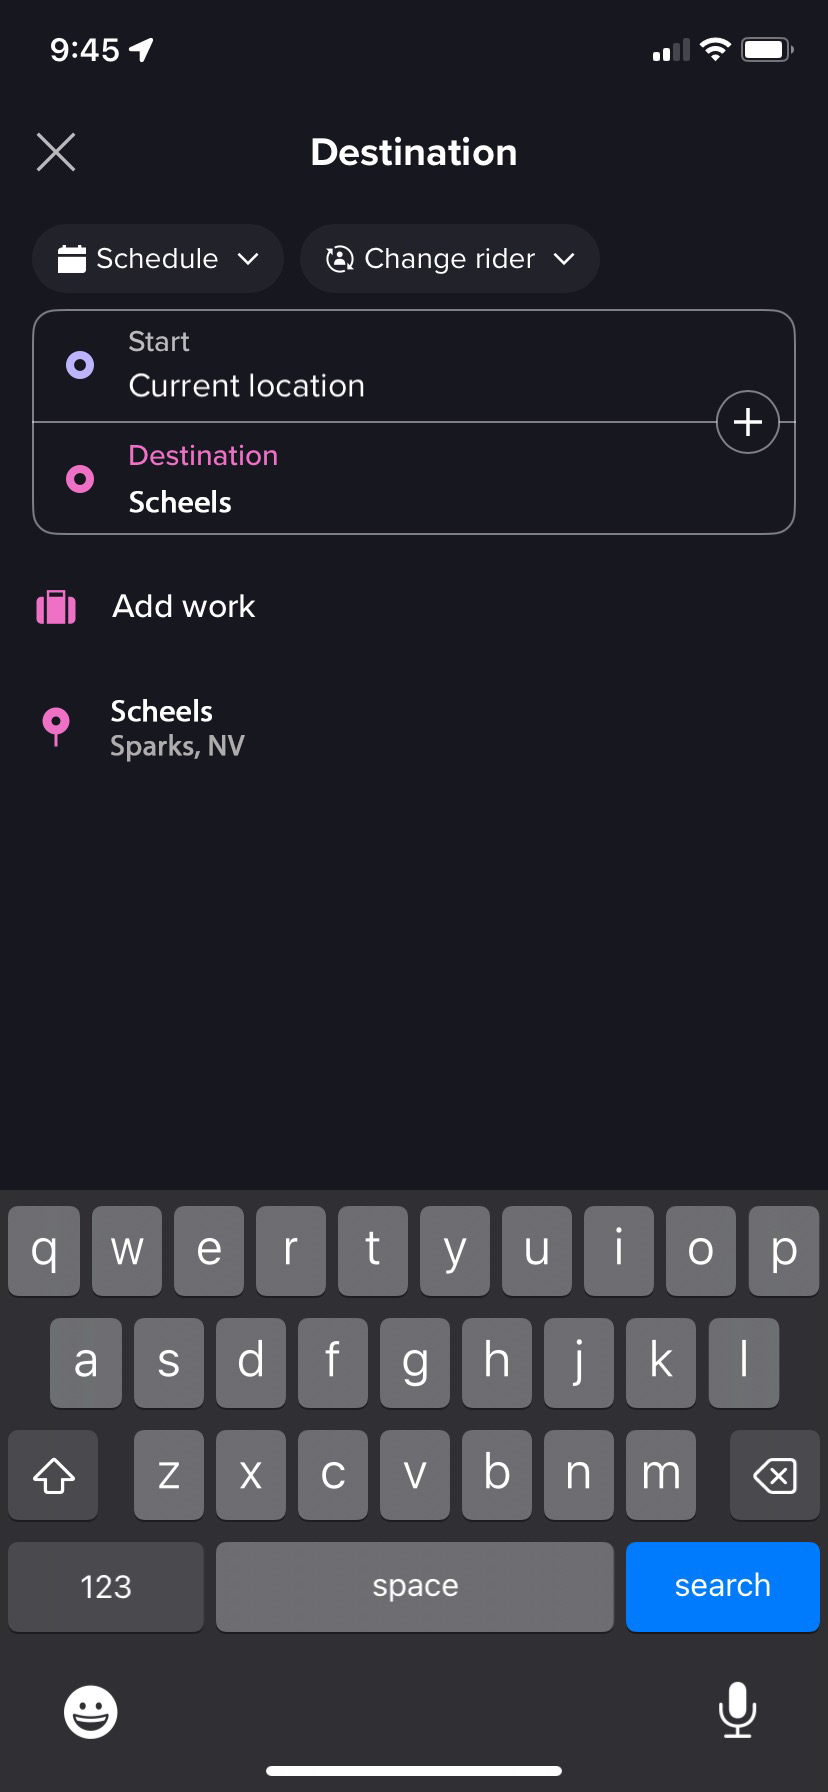 9:45
Destination
Schedule
Change rider
Start
Current location
Destination
Scheels
Add work
Scheels
Sparks, NV
q w e r t y u i o p
a s d f g h j k l
z x c v b n m
123 space search